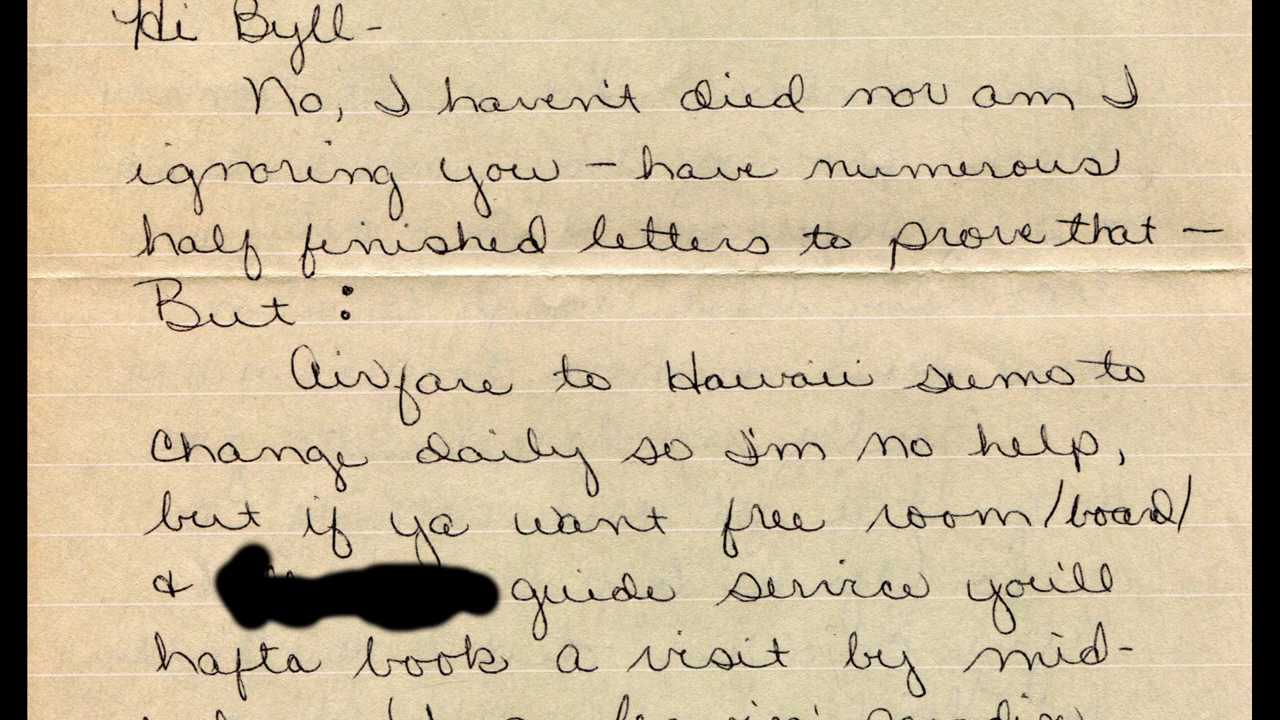 Hi Byll-
No, I haven't died nor am I
ignoring you – have numerous
half finished letters to prove that –
But :
Airfare to Hawaii seems to
change daily so I'm no help,
but if ya want free room/board/
& guide service you'll
hafta book a visit by mid-
paradise